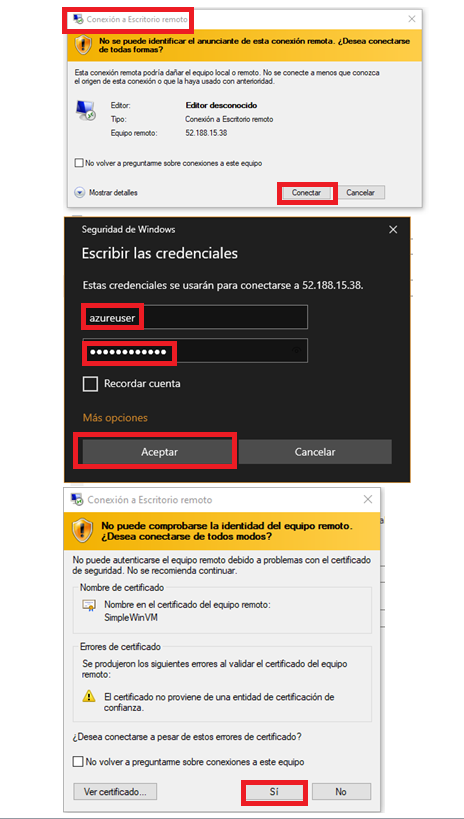 Conexión a Escritorio remoto
No se puede identificar el anunciante de esta conexión remota. ¿Desea conectarse
de todas formas?
Esta conexión remota podría dañar el equipo local o remoto. No se conecte a menos que conozca
el origen de esta conexión o que la haya usado con anterioridad.
Editor: Editor desconocido
Tipo: Conexión a Escritorio remoto
Equipo remoto: 52.188.15.38
No volver a preguntarme sobre conexiones a este equipo
Mostrar detalles Conectar Cancelar
Seguridad de Windows
Escribir las credenciales
Estas credenciales se usarán para conectarse a 52.188.15.38.
azureuser
••••••••••••
Recordar cuenta
Más opciones
Aceptar Cancelar
Conexión a Escritorio remoto
No puede comprobarse la identidad del equipo remoto.
¿Desea conectarse de todos modos?
No puede autenticarse el equipo remoto debido a problemas con el certificado
de seguridad. No se recomienda continuar.
Nombre de certificado
Nombre en el certificado del equipo remoto:
SimpleWinVM
Errores de certificado
Se produjeron los siguientes errores al validar el certificado del equipo
remoto:
El certificado no proviene de una entidad de certificación de
confianza.
¿Desea conectarse a pesar de estos errores de certificado?
No volver a preguntarme sobre conexiones a este equipo
Ver certificado... Sí No